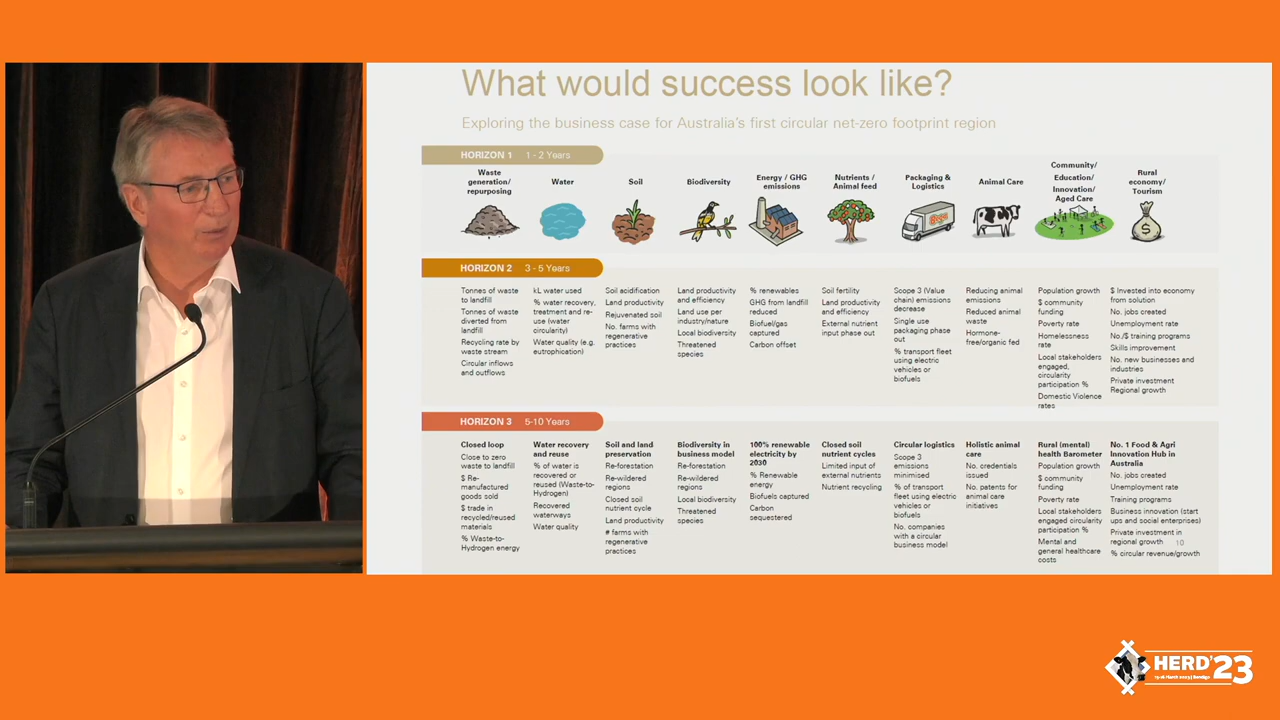 What would success look like?
Exploring the business case for Australia's first circular net-zero footprint region
HORIZON 1 1 - 2 Years
Waste
generation/
repurposing
Water
Soil
Biodiversity
Energy / GHG
emissions
Nutrients /
Animal feed
Packaging &
Logistics
Animal Care
Community/
Education/
Innovation/
Aged Care
Rural
economy/
Tourism
HORIZON 2 3 - 5 Years
Tonnes of waste
to landfill
Tonnes of waste
diverted from
landfill
Recycling rate by
waste stream
Circular inflows
and outflows
kL water used
% water recovery,
treatment and re-
use (water
circularity)
Water quality (e.g.
eutrophication)
Soil acidification
Land productivity
Rejuvenated soil
No. farms with
regenerative
practices
Land productivity
and efficiency
Land use per
industry/nature
Local biodiversity
Threatened
species
% renewables
GHG from landfill
reduced
Biofuel/gas
captured
Carbon offset
Soil fertility
Land productivity
and efficiency
External nutrient
input phase out
Scope 3 (Value
chain) emissions
decrease
Single use
packaging phase
out
% transport fleet
using electric
vehicles or
biofuels
Reducing animal
emissions
Reduced animal
waste
Hormone-
free/organic fed
Population growth
$ community
funding
Poverty rate
Homelessness
rate
Local stakeholders
engaged,
circularity
participation %
Domestic Violence
rates
$ Invested into economy
from solution
No. jobs created
Unemployment rate
No./$ training programs
Skills improvement
No. new businesses and
industries
Private investment
Regional growth
HORIZON 3 5-10 Years
Closed loop
Close to zero
waste to landfill
$ Re-
manufactured
goods sold
$ trade in
recycled/reused
materials
% Waste-to-
Hydrogen energy
Water recovery
and reuse
% of water is
recovered or
reused (Waste-to-
Hydrogen)
Recovered
waterways
Water quality
Soil and land
preservation
Re-forestation
Re-wildered
regions
Closed soil
nutrient cycle
Land productivity
# farms with
regenerative
practices
Biodiversity in
business model
Re-forestation
Re-wildered
regions
Local biodiversity
Threatened
species
100% renewable
electricity by
2030
% Renewable
energy
Biofuels captured
Carbon
sequestered
Closed soil
nutrient cycles
Limited input of
external nutrients
Nutrient recycling
Circular logistics
Scope 3
emissions
minimised
% of transport
fleet using electric
vehicles or
biofuels
No. companies
with a circular
business model
Holistic animal
care
No. credentials
issued
No. patents for
animal care
initiatives
Rural (mental)
health Barometer
Population growth
$ community
funding
Poverty rate
Local stakeholders
engaged circularity
participation %
Mental and
general healthcare
costs
No. 1 Food & Agri
Innovation Hub in
Australia
No. jobs created
Unemployment rate
Training programs
Business innovation (start
ups and social enterprises)
Private investment in
regional growth
% circular revenue/growth
10
HERD'23